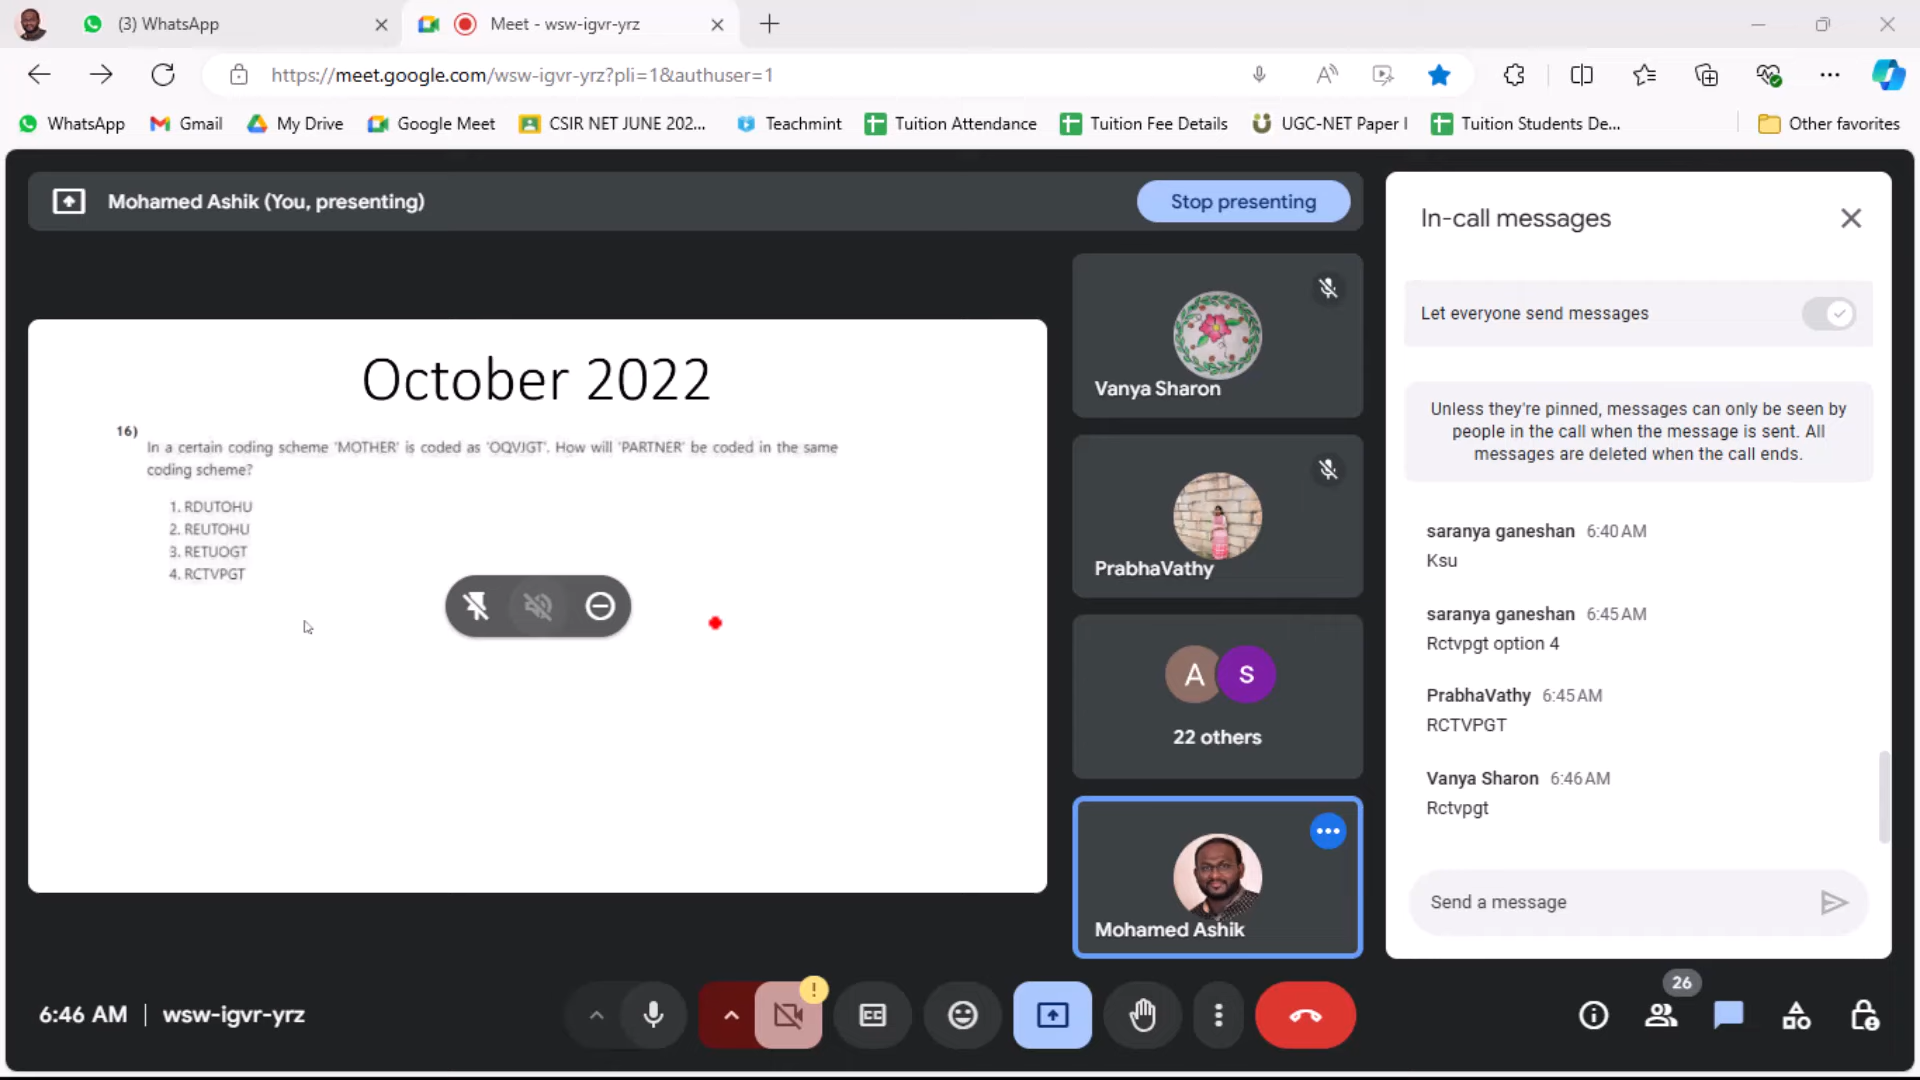 (3) WhatsApp
Meet - wsw-igvr-yrz
https://meet.google.com/wsw-igvr-yrz?pli=1&authuser=1
WhatsApp
Gmail
My Drive
Google Meet
CSIR NET JUNE 202...
Teachmint
Tuition Attendance
Tuition Fee Details
UGC-NET Paper I
Tuition Students De...
Other favorites
Mohamed Ashik (You, presenting)
Stop presenting
October 2022
16)
In a certain coding scheme 'MOTHER' is coded as 'OQVJGT'. How will 'PARTNER' be coded in the same
coding scheme?
1. RDUTOHU
2. REUTOHU
3. RETUOGT
4. RCTVPGT
Vanya Sharon
PrabhaVathy
A
S
22 others
Mohamed Ashik
In-call messages
Let everyone send messages
Unless they're pinned, messages can only be seen by
people in the call when the message is sent. All
messages are deleted when the call ends.
saranya ganeshan 6:40 AM
Ksu
saranya ganeshan 6:45 AM
Rctvpgt option 4
PrabhaVathy 6:45 AM
RCTVPGT
Vanya Sharon 6:46 AM
Rctvpgt
Send a message
6:46 AM | wsw-igvr-yrz
!
26